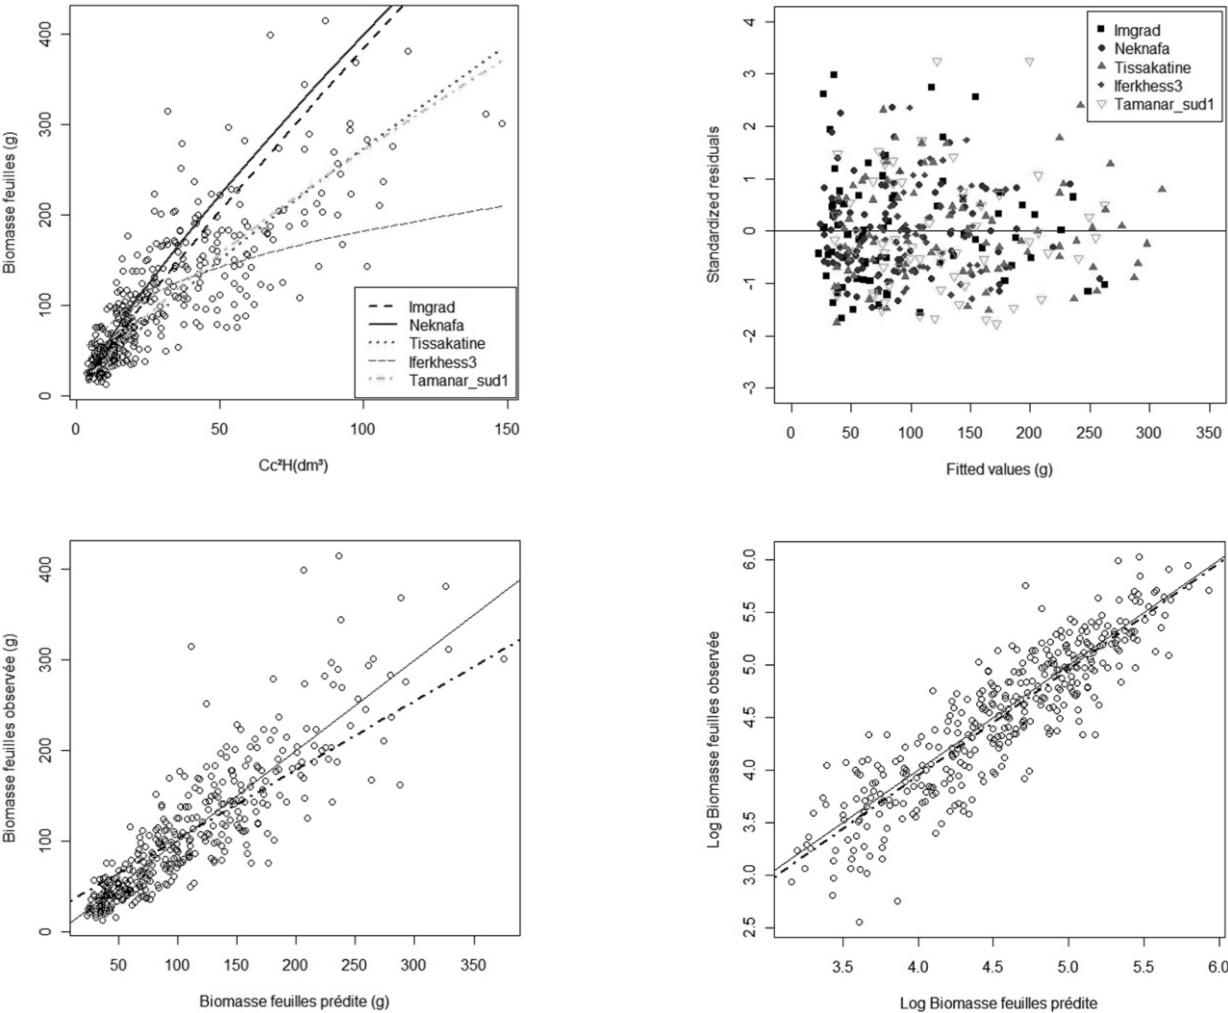 Biomasse feuilles (g)
0
100
200
300
400
0
50
100
150
Cc²H(dm³)
Imgrad
Neknafa
Tissakatine
Iferkhess3
Tamanar_sud1
Standardized residuals
-3
-2
-1
0
1
2
3
4
0
50
100
150
200
250
300
350
Fitted values (g)
Imgrad
Neknafa
Tissakatine
Iferkhess3
Tamanar_sud1
Biomasse feuilles observée (g)
0
100
200
300
400
50
100
150
200
250
300
350
Biomasse feuilles prédite (g)
Log Biomasse feuilles observée
2.5
3.0
3.5
4.0
4.5
5.0
5.5
6.0
3.5
4.0
4.5
5.0
5.5
6.0
Log Biomasse feuilles prédite